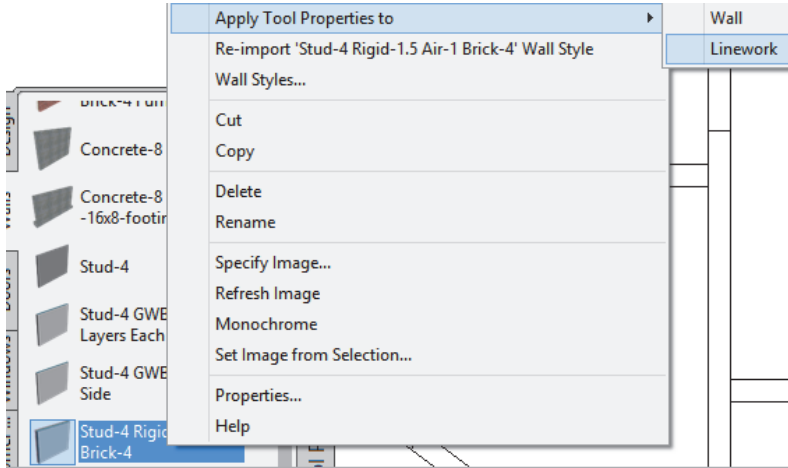 Apply Tool Properties to
Wall
Re-import 'Stud-4 Rigid-1.5 Air-1 Brick-4' Wall Style
Linework
Wall Styles...
Cut
Copy
Delete
Rename
Specify Image...
Refresh Image
Monochrome
Set Image from Selection...
Properties...
Help
Design
Walls
Doors
Windows
Concrete-8
Concrete-8
-16x8-footin
Stud-4
Stud-4 GWB
Layers Each
Stud-4 GWB
Side
Stud-4 Rigid
Brick-4